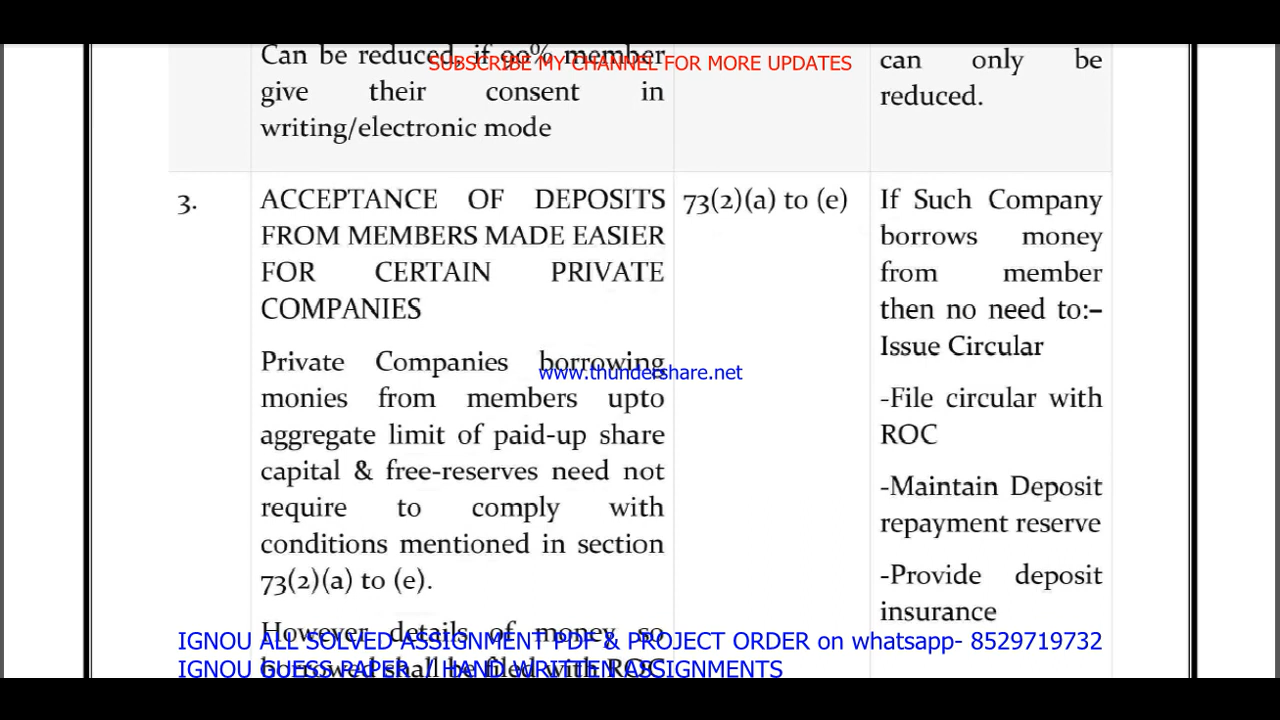 Can be reduced, if 90% member
give their consent in
writing/electronic mode
can only be
reduced.
SUBSCRIBE MY CHANNEL FOR MORE UPDATES
3.
ACCEPTANCE OF DEPOSITS
FROM MEMBERS MADE EASIER
FOR CERTAIN PRIVATE
COMPANIES
Private Companies borrowing
monies from members upto
aggregate limit of paid-up share
capital & free-reserves need not
require to comply with
conditions mentioned in section
73(2)(a) to (e).
However details of money so
borrowed shall be filed with ROC
73(2)(a) to (e)
If Such Company
borrows money
from member
then no need to:–
Issue Circular
-File circular with
ROC
-Maintain Deposit
repayment reserve
-Provide deposit
insurance
www.thundershare.net
IGNOU ALL SOLVED ASSIGNMENT PDF & PROJECT ORDER on whatsapp- 8529719732
IGNOU GUESS PAPER / HAND WRITTEN ASSIGNMENTS